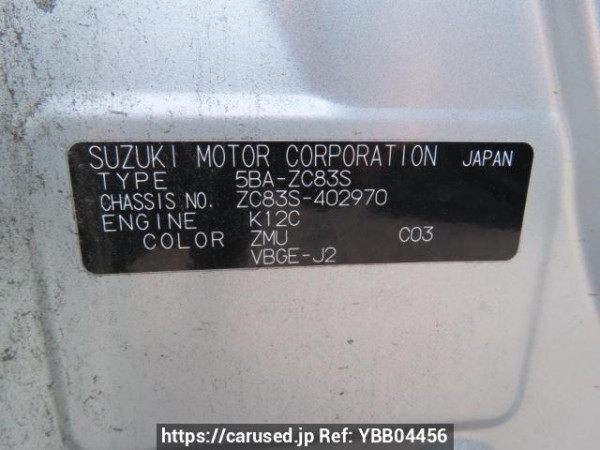 SUZUKI MOTOR CORPORATION JAPAN
TYPE 5BA-ZC83S
CHASSIS NO. ZC83S-402970
ENGINE K12C
COLOR ZMU C03
VBGE-J2
https://carused.jp Ref: YBB04456